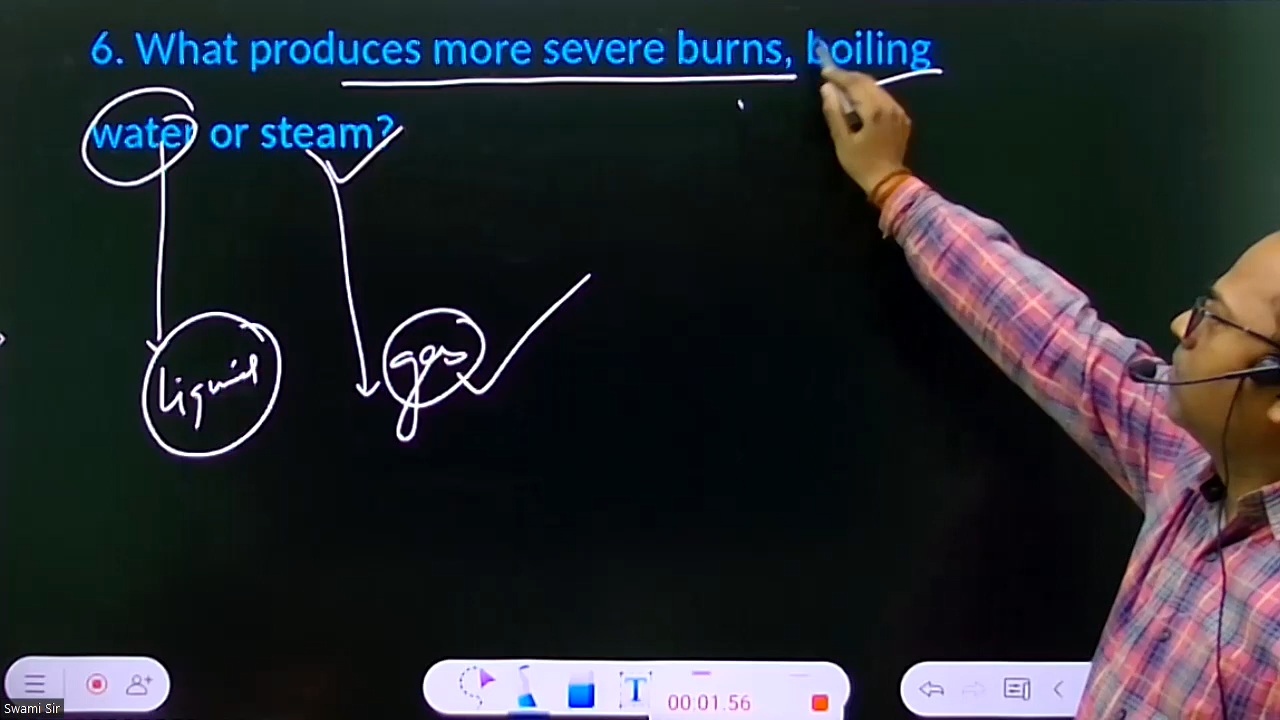 6. What produces more severe burns, boiling
water or steam?
liquid
gas
T
00:01.56
Swami Sir